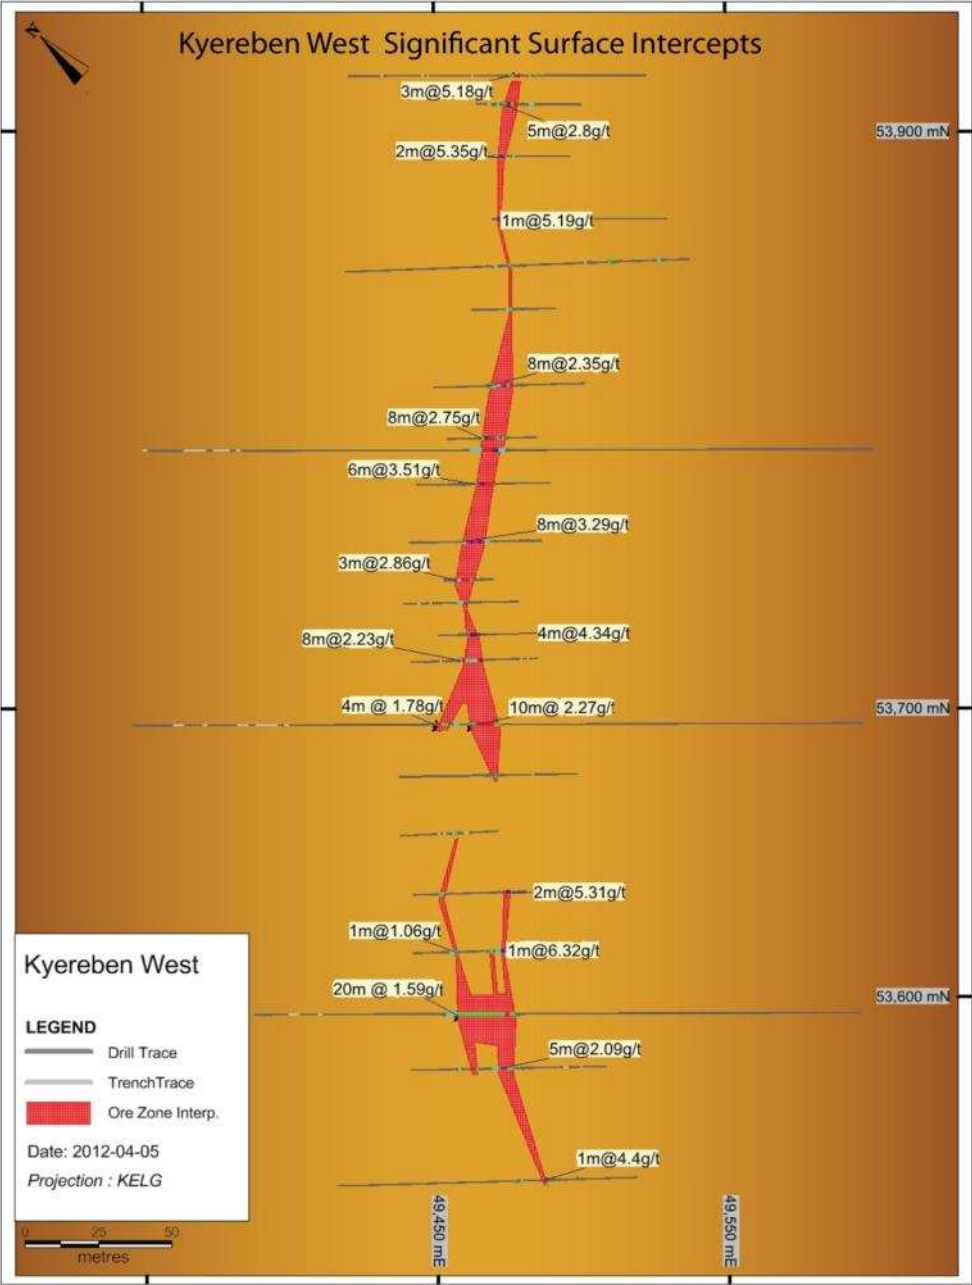 N
Kyereben West Significant Surface Intercepts
3m@5.18g/t
5m@2.8g/t
53,900 mN
2m@5.35g/t
1m@5.19g/t
8m@2.35g/t
8m@2.75g/t
6m@3.51g/t
8m@3.29g/t
3m@2.86g/t
4m@4.34g/t
8m@2.23g/t
4m @ 1.78g/t
10m@ 2.27g/t
53,700 mN
2m@5.31g/t
1m@1.06g/t
1m@6.32g/t
20m @ 1.59g/t
53,600 mN
5m@2.09g/t
1m@4.4g/t
Kyereben West
LEGEND
Drill Trace
TrenchTrace
Ore Zone Interp.
Date: 2012-04-05
Projection : KELG
0 25 50
metres
49,450 mE
49,550 mE